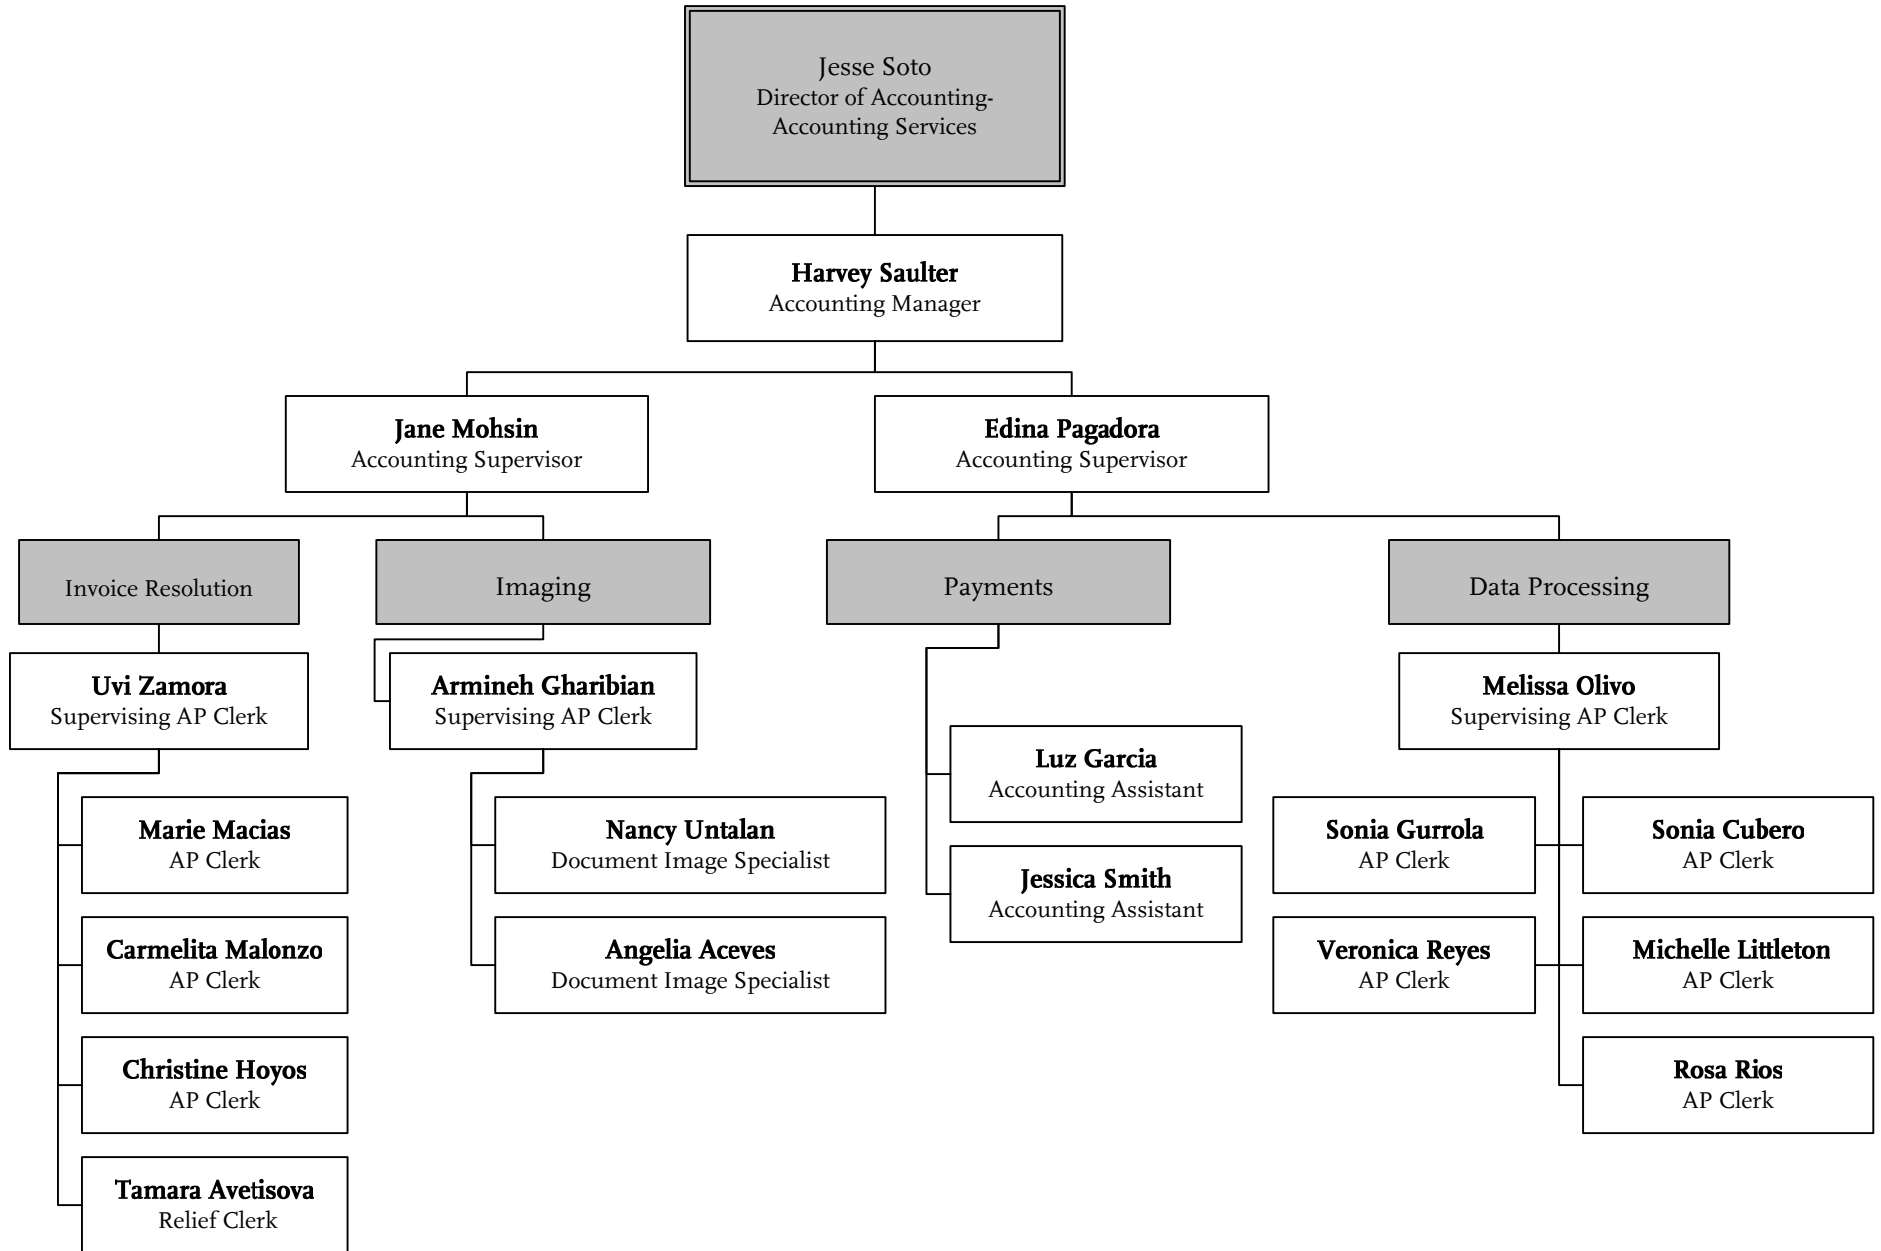 Jesse Soto
Director of Accounting-
Accounting Services
Harvey Saulter
Accounting Manager
Jane Mohsin
Accounting Supervisor
Edina Pagadora
Accounting Supervisor
Invoice Resolution
Imaging
Payments
Data Processing
Uvi Zamora
Supervising AP Clerk
Armineh Gharibian
Supervising AP Clerk
Melissa Olivo
Supervising AP Clerk
Luz Garcia
Accounting Assistant
Marie Macias
AP Clerk
Nancy Untalan
Document Image Specialist
Sonia Gurrola
AP Clerk
Sonia Cubero
AP Clerk
Jessica Smith
Accounting Assistant
Carmelita Malonzo
AP Clerk
Angelia Aceves
Document Image Specialist
Veronica Reyes
AP Clerk
Michelle Littleton
AP Clerk
Christine Hoyos
AP Clerk
Rosa Rios
AP Clerk
Tamara Avetisova
Relief Clerk